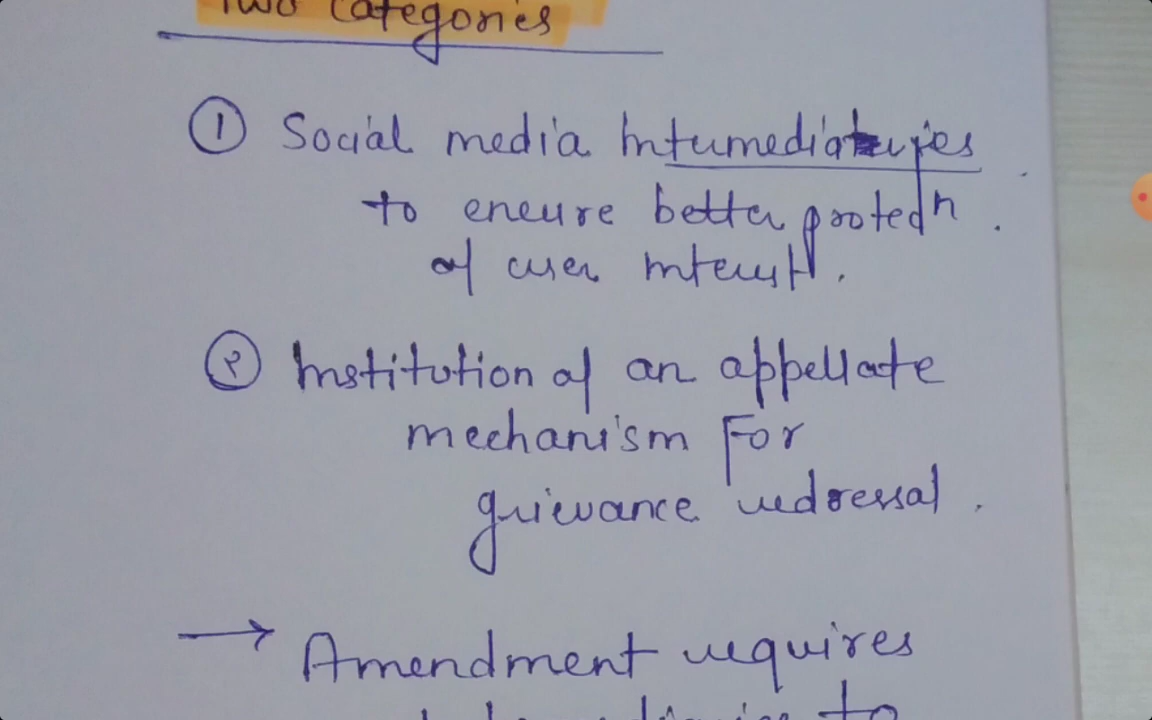 Two categories
① Social media Intermediaries
to ensure better protectn
of user interest.
② Institution of an appellate
mechanism For
grievance redressal.
→ Amendment requires
to